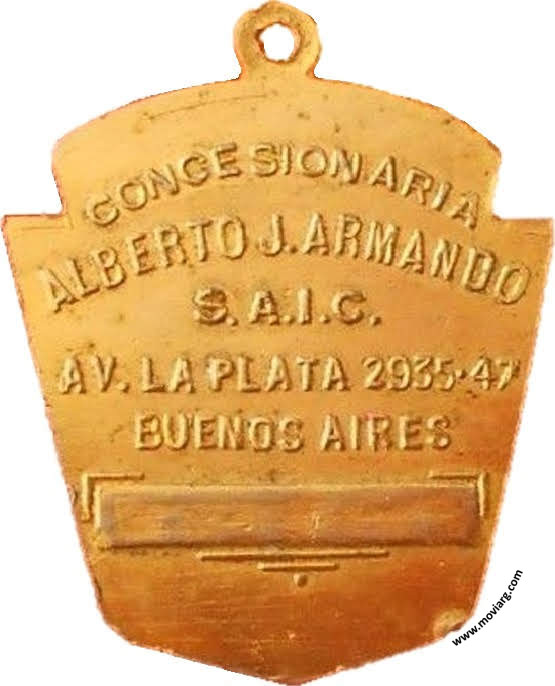 CONCESIONARIA
ALBERTO J. ARMANDO
S. A. I. C.
AV. LA PLATA 2935-47
BUENOS AIRES
www.moviarg.com